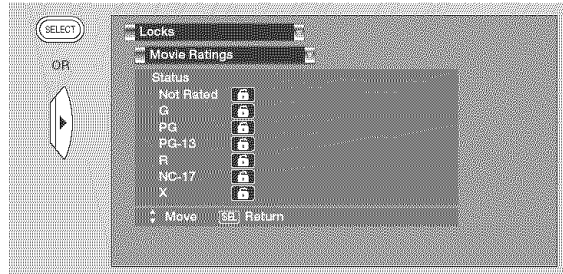 SELECT
OR
Locks
Movie Ratings
Status
Not Rated
G
PG
PG-13
R
NC-17
X
Move SEL Return